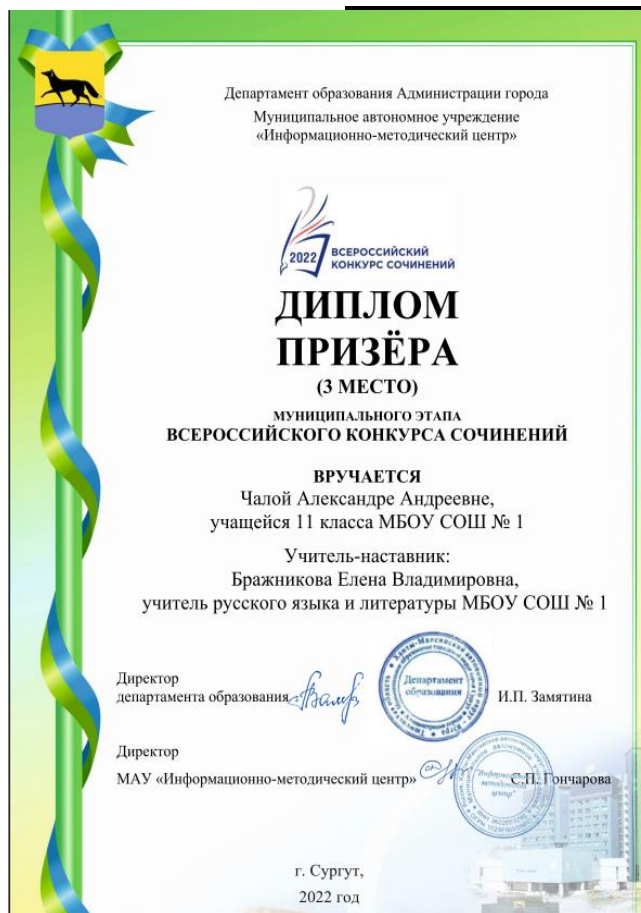 Департамент образования Администрации города
Муниципальное автономное учреждение
«Информационно-методический центр»
2022
ВСЕРОССИЙСКИЙ
КОНКУРС СОЧИНЕНИЙ
ДИПЛОМ
ПРИЗЁРА
(3 МЕСТО)
МУНИЦИПАЛЬНОГО ЭТАПА
ВСЕРОССИЙСКОГО КОНКУРСА СОЧИНЕНИЙ
ВРУЧАЕТСЯ
Чалой Александре Андреевне,
учащейся 11 класса МБОУ СОШ № 1
Учитель-наставник:
Бражникова Елена Владимировна,
учитель русского языка и литературы МБОУ СОШ № 1
Директор
департамента образования
Департамент
образования
И.П. Замятина
Директор
МАУ «Информационно-методический центр»
"Информационно
методический
центр"
С.П. Гончарова
г. Сургут,
2022 год